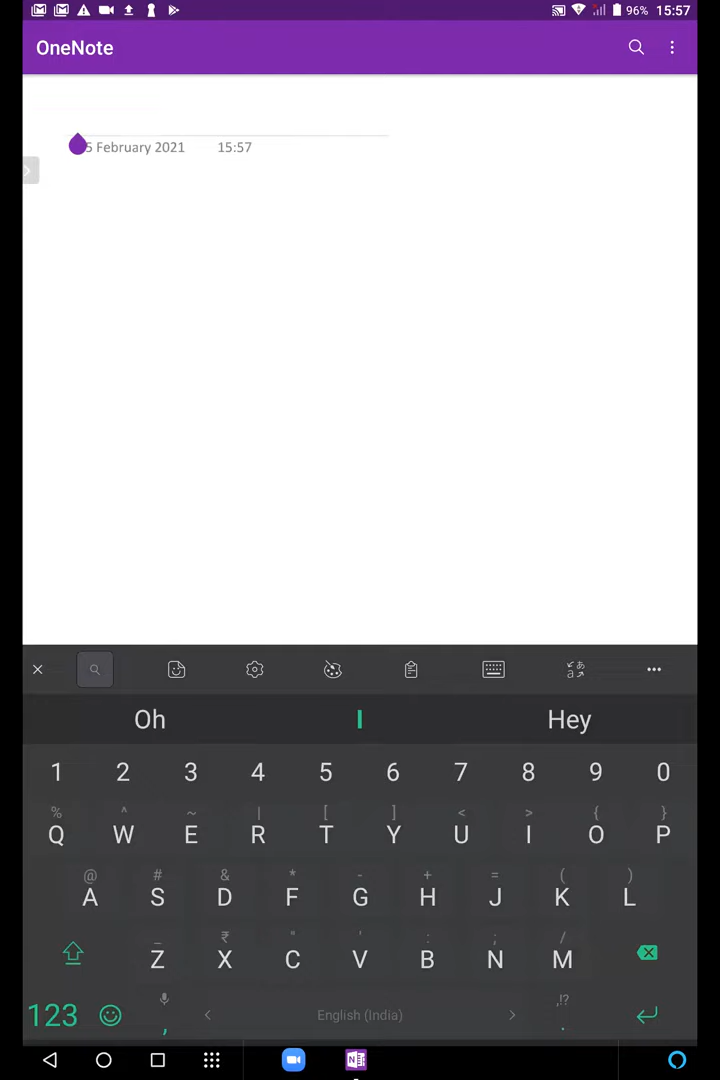 96% 15:57
OneNote
5 February 2021 15:57
Oh I Hey
1 2 3 4 5 6 7 8 9 0
% ^ ~ | [ ] < > { }
Q W E R T Y U I O P
@ # & * - + = ( )
A S D F G H J K L
_ ₹ " ' : ; /
Z X C V B N M
123 , < English (India) > ,!? .